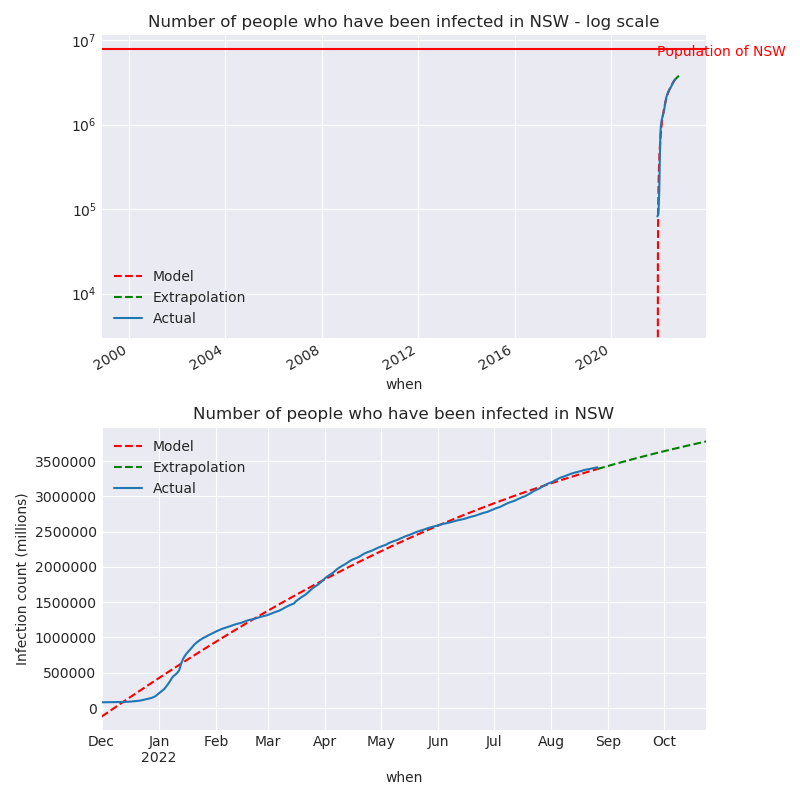 Number of people who have been infected in NSW - log scale
10⁷
Population of NSW
10⁶
10⁵
10⁴
Model
Extrapolation
Actual
2000 2004 2008 2012 2016 2020
when
Number of people who have been infected in NSW
Infection count (millions)
Model
Extrapolation
Actual
3500000
3000000
2500000
2000000
1500000
1000000
500000
0
Dec Jan Feb Mar Apr May Jun Jul Aug Sep Oct
2022
when